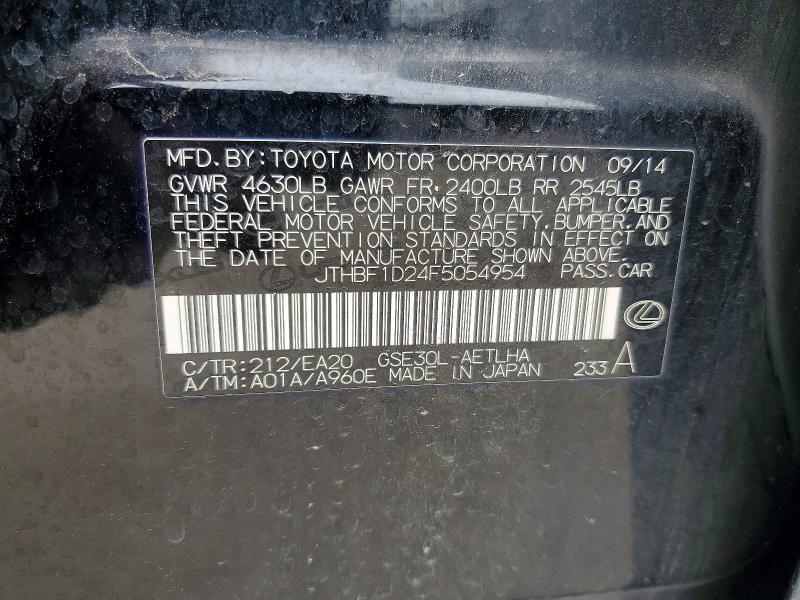 MFD. BY: TOYOTA MOTOR CORPORATION 09/14
GVWR 4630LB GAWR FR. 2400LB RR 2545LB
THIS VEHICLE CONFORMS TO ALL APPLICABLE
FEDERAL MOTOR VEHICLE SAFETY, BUMPER, AND
THEFT PREVENTION STANDARDS IN EFFECT ON
THE DATE OF MANUFACTURE SHOWN ABOVE.
JTHBF1D24F5054954 PASS. CAR
C/TR: 212/EA20 GSE30L-AETLHA
A/TM: A01A/A960E MADE IN JAPAN 233 A